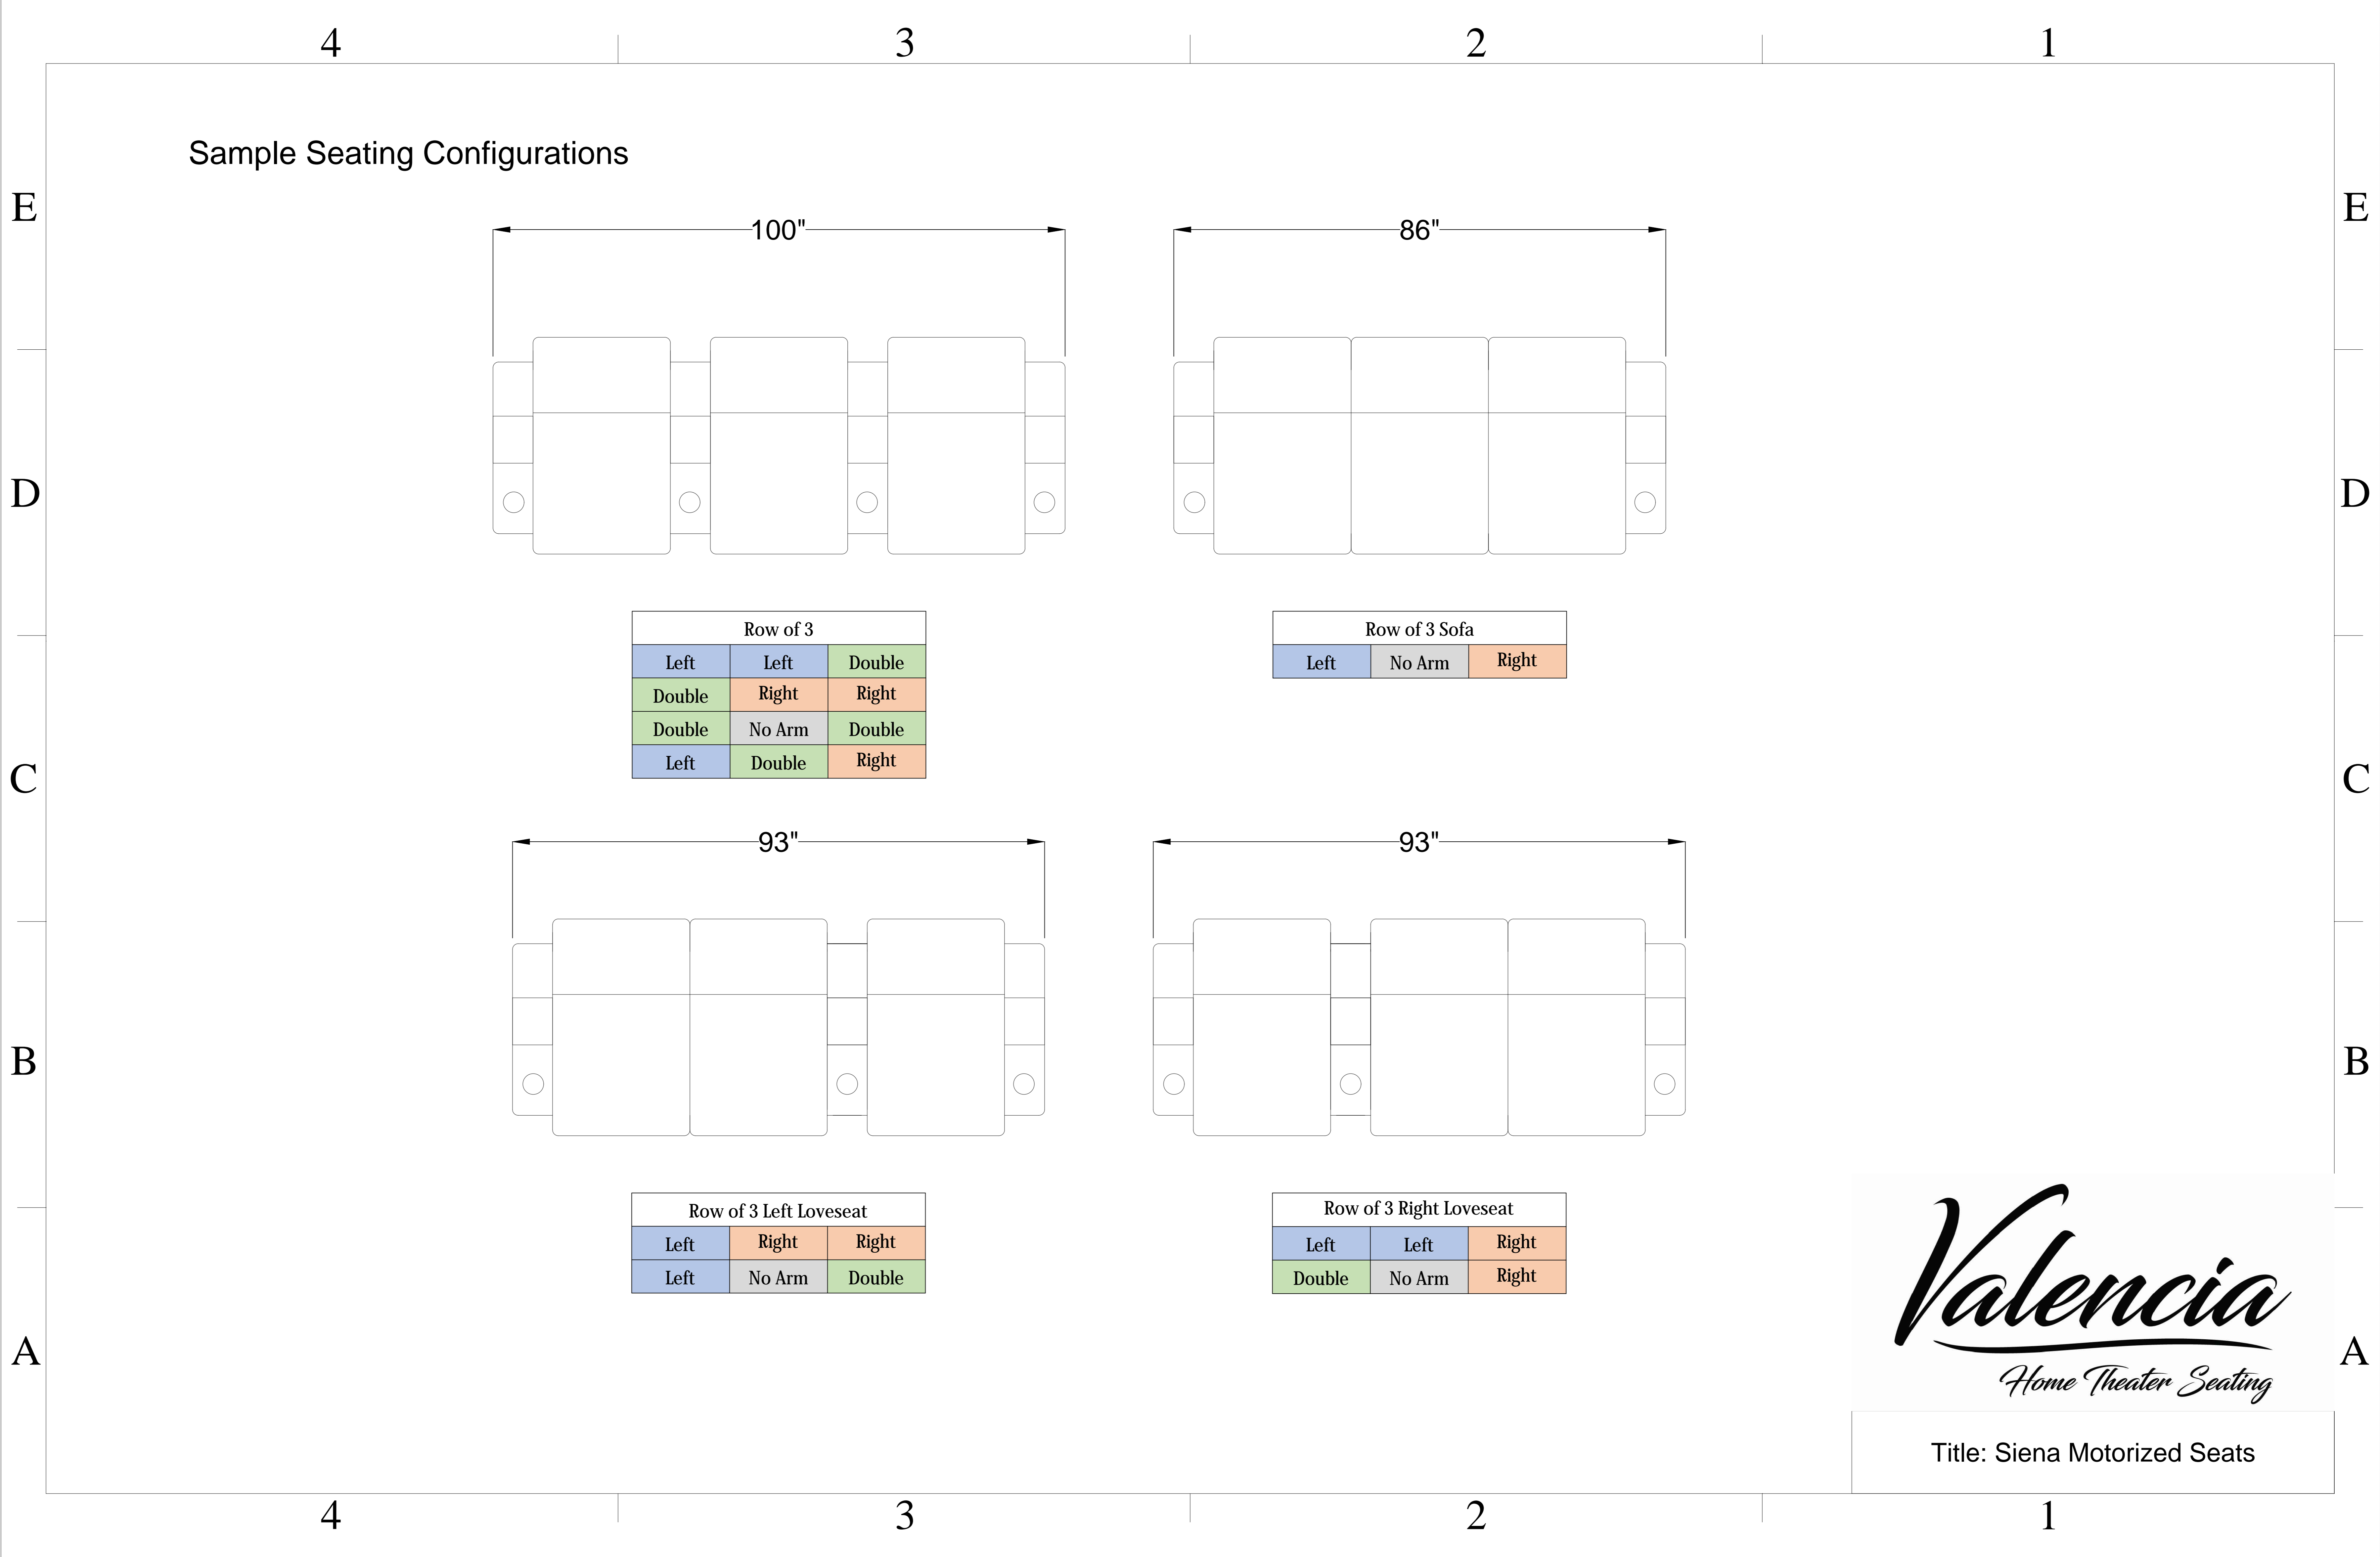 4 3 2 1
Sample Seating Configurations
E E
100" 86"
D D
Row of 3
Left Left Double
Double Right Right
Double No Arm Double
Left Double Right
Row of 3 Sofa
Left No Arm Right
C C
93" 93"
B B
Row of 3 Left Loveseat
Left Right Right
Left No Arm Double
Row of 3 Right Loveseat
Left Left Right
Double No Arm Right
Valencia
Home Theater Seating
A A
Title: Siena Motorized Seats
4 3 2 1